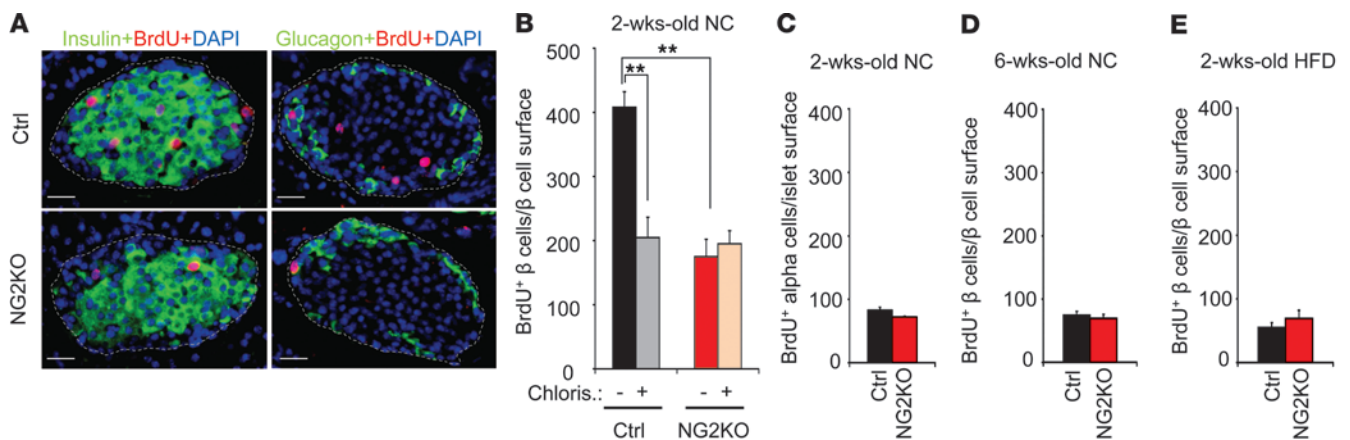 A
Insulin+BrdU+DAPI
Glucagon+BrdU+DAPI
Ctrl
NG2KO
B
2-wks-old NC
BrdU⁺ β cells/β cell surface
500
400
300
200
100
0
**
**
Chloris.: - + - +
Ctrl NG2KO
C
2-wks-old NC
BrdU⁺ alpha cells/islet surface
400
300
200
100
0
Ctrl
NG2KO
D
6-wks-old NC
BrdU⁺ β cells/β cell surface
400
300
200
100
0
Ctrl
NG2KO
E
2-wks-old HFD
BrdU⁺ β cells/β cell surface
400
300
200
100
0
Ctrl
NG2KO